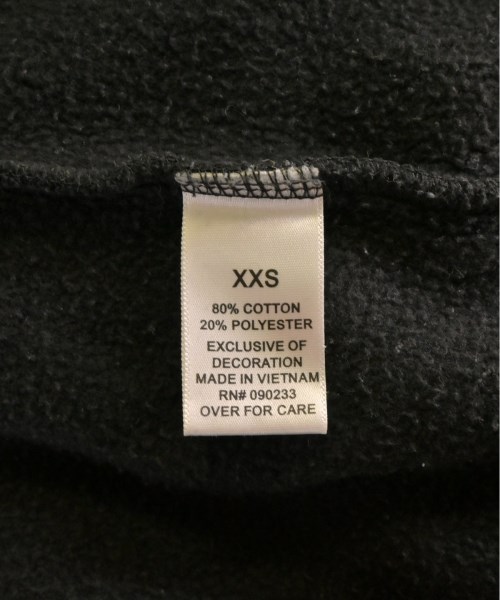 XXS
80% COTTON
20% POLYESTER
EXCLUSIVE OF
DECORATION
MADE IN VIETNAM
RN# 090233
OVER FOR CARE